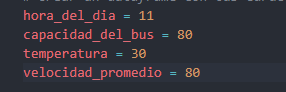 hora_del_dia = 11
capacidad_del_bus = 80
temperatura = 30
velocidad_promedio = 80